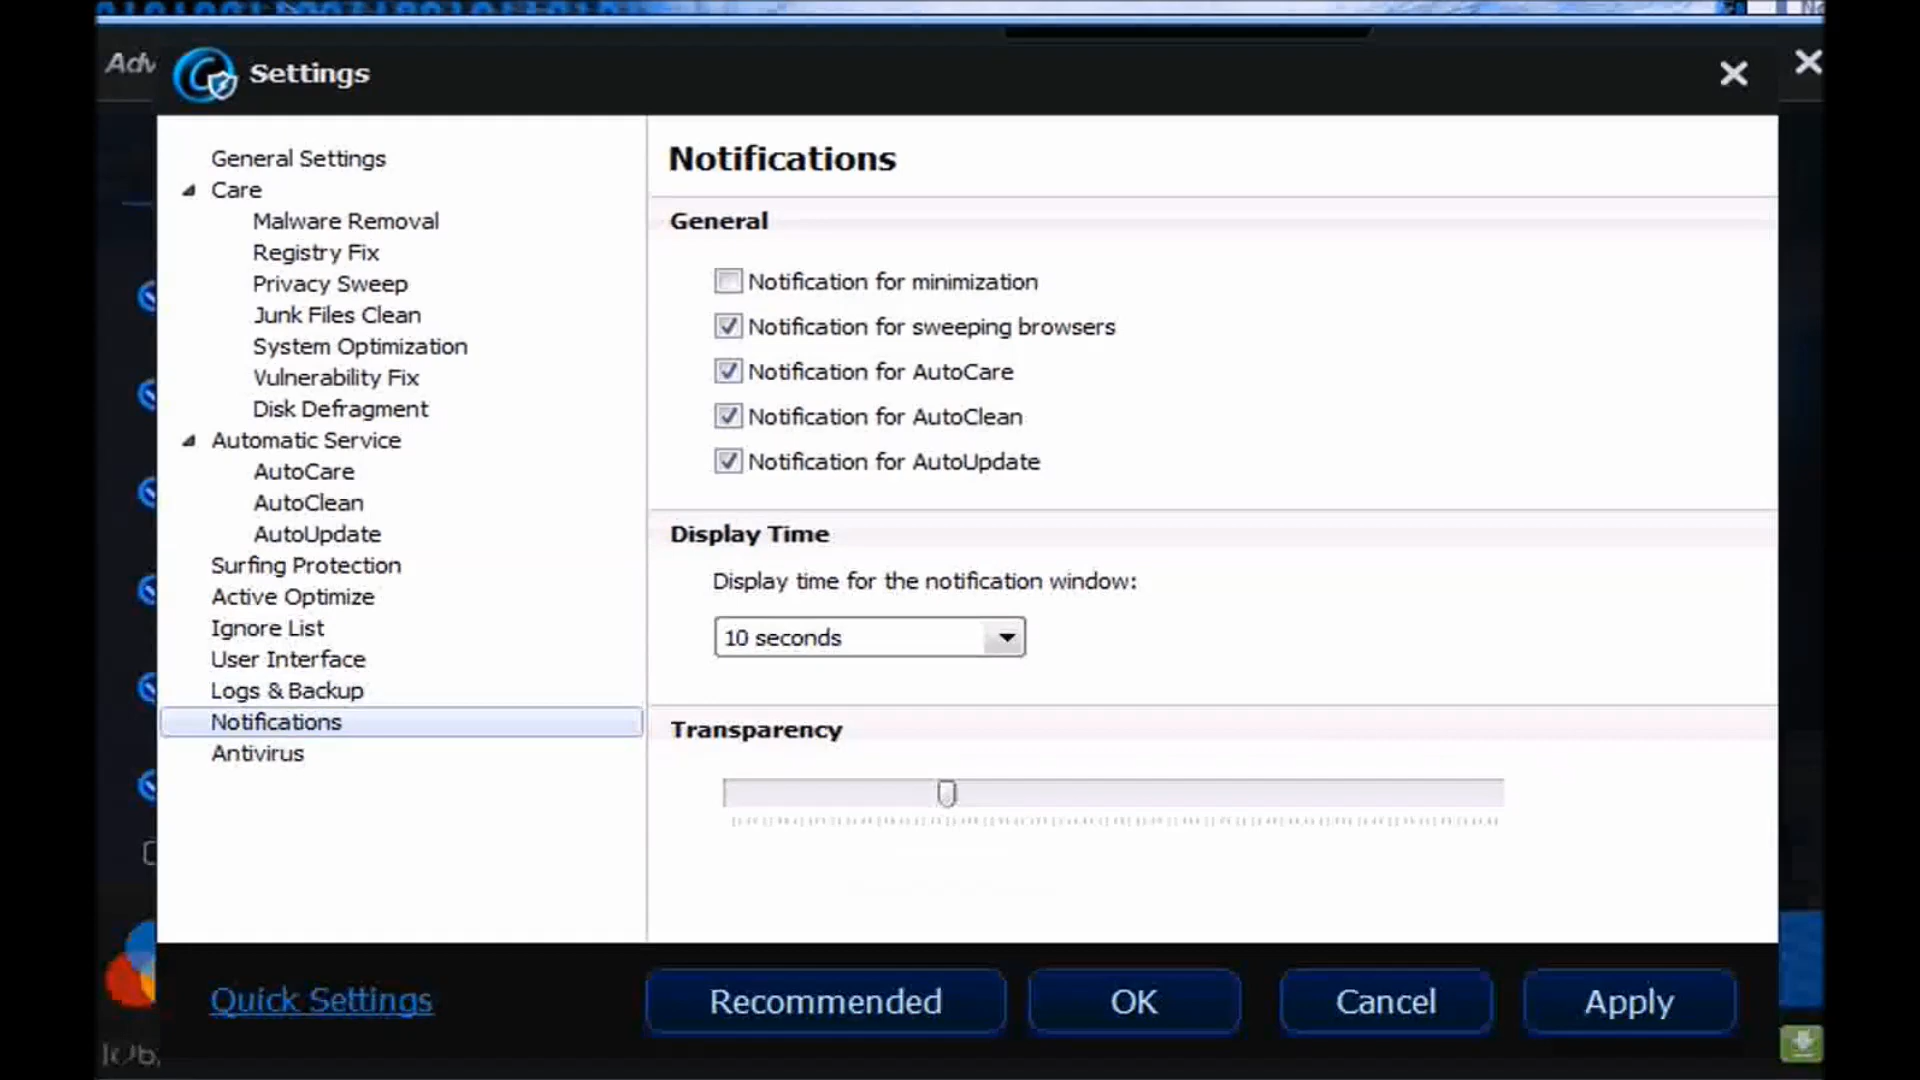 Adv
Settings
General Settings
Care
Malware Removal
Registry Fix
Privacy Sweep
Junk Files Clean
System Optimization
Vulnerability Fix
Disk Defragment
Automatic Service
AutoCare
AutoClean
AutoUpdate
Surfing Protection
Active Optimize
Ignore List
User Interface
Logs & Backup
Notifications
Antivirus
Notifications
General
Notification for minimization
Notification for sweeping browsers
Notification for AutoCare
Notification for AutoClean
Notification for AutoUpdate
Display Time
Display time for the notification window:
10 seconds
Transparency
Quick Settings
Recommended
OK
Cancel
Apply